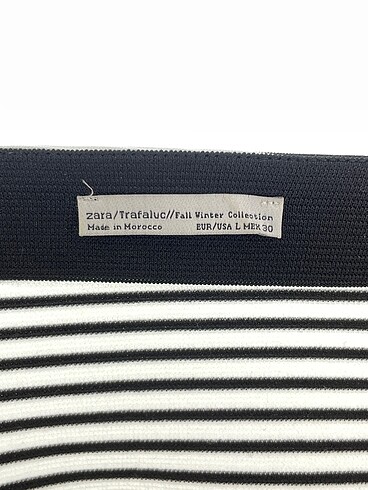 zara/Trafaluc//Fall Winter Collection
Made in Morocco EUR/USA L MEX 30